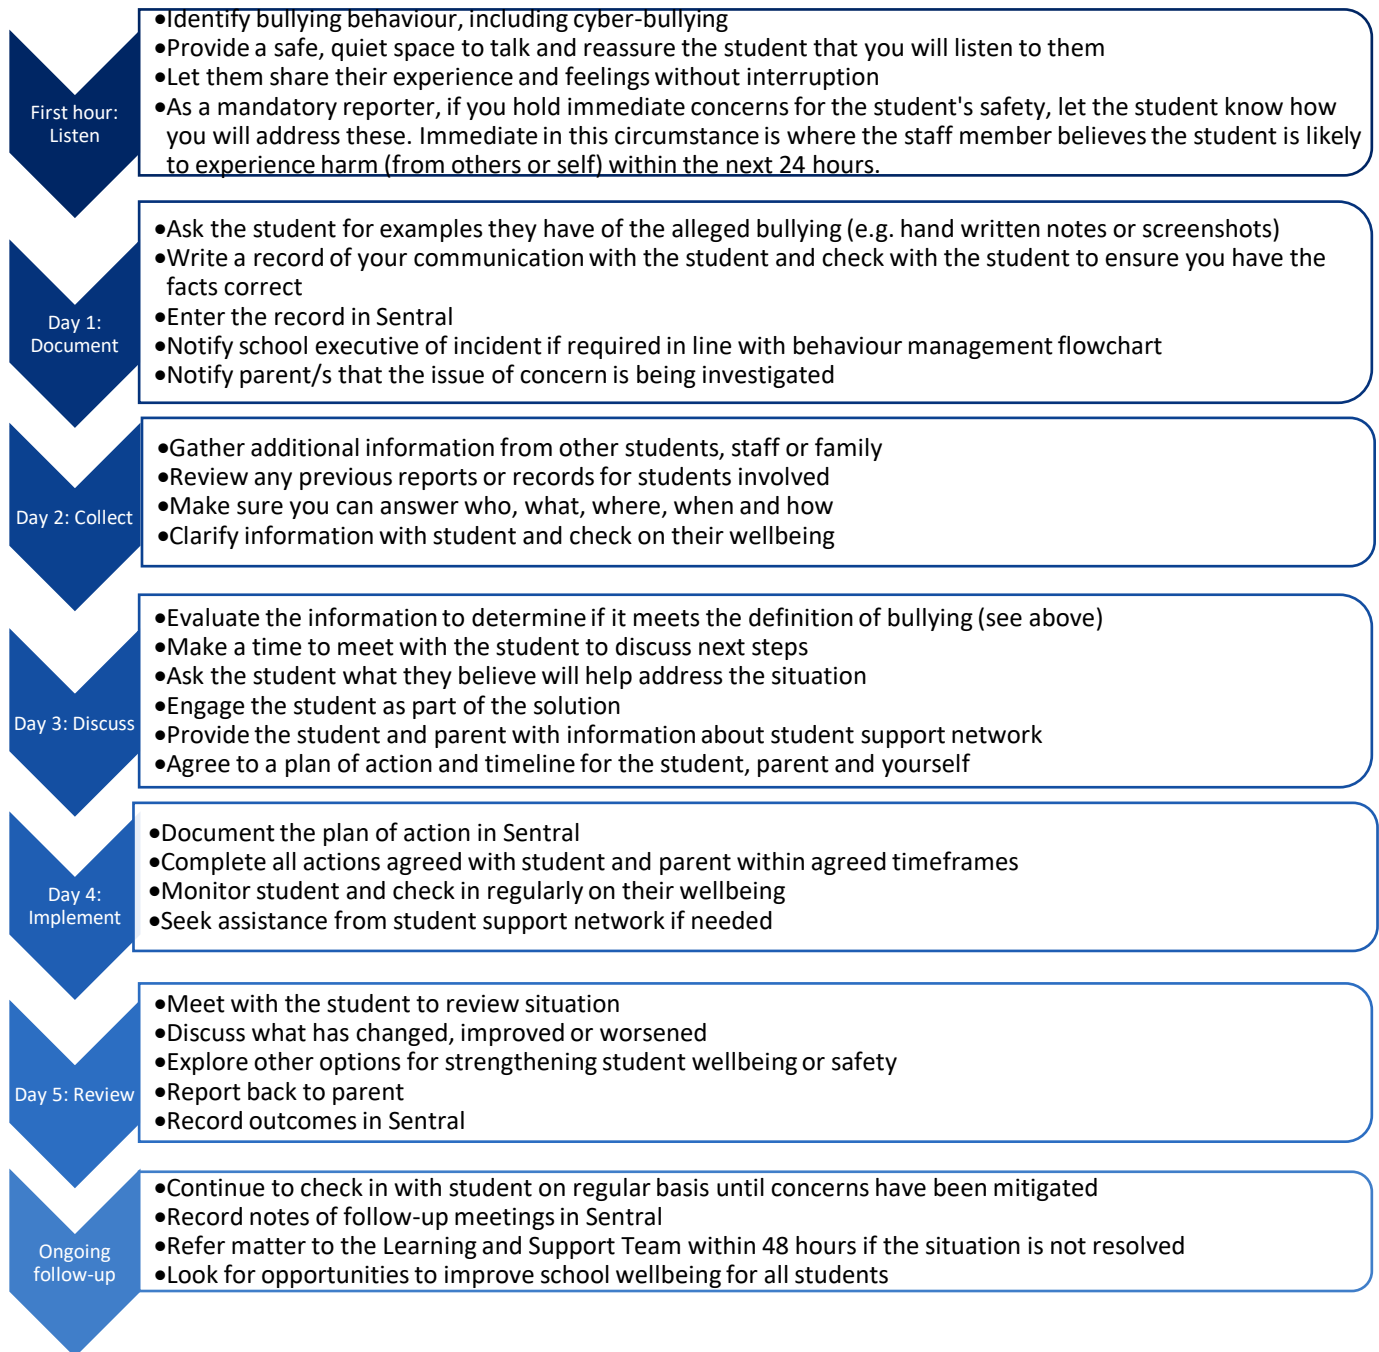 First hour:
Listen
•Identify bullying behaviour, including cyber-bullying
•Provide a safe, quiet space to talk and reassure the student that you will listen to them
•Let them share their experience and feelings without interruption
•As a mandatory reporter, if you hold immediate concerns for the student's safety, let the student know how
you will address these. Immediate in this circumstance is where the staff member believes the student is likely
to experience harm (from others or self) within the next 24 hours.
Day 1:
Document
•Ask the student for examples they have of the alleged bullying (e.g. hand written notes or screenshots)
•Write a record of your communication with the student and check with the student to ensure you have the
facts correct
•Enter the record in Sentral
•Notify school executive of incident if required in line with behaviour management flowchart
•Notify parent/s that the issue of concern is being investigated
Day 2: Collect
•Gather additional information from other students, staff or family
•Review any previous reports or records for students involved
•Make sure you can answer who, what, where, when and how
•Clarify information with student and check on their wellbeing
Day 3: Discuss
•Evaluate the information to determine if it meets the definition of bullying (see above)
•Make a time to meet with the student to discuss next steps
•Ask the student what they believe will help address the situation
•Engage the student as part of the solution
•Provide the student and parent with information about student support network
•Agree to a plan of action and timeline for the student, parent and yourself
Day 4:
Implement
•Document the plan of action in Sentral
•Complete all actions agreed with student and parent within agreed timeframes
•Monitor student and check in regularly on their wellbeing
•Seek assistance from student support network if needed
Day 5: Review
•Meet with the student to review situation
•Discuss what has changed, improved or worsened
•Explore other options for strengthening student wellbeing or safety
•Report back to parent
•Record outcomes in Sentral
Ongoing
follow-up
•Continue to check in with student on regular basis until concerns have been mitigated
•Record notes of follow-up meetings in Sentral
•Refer matter to the Learning and Support Team within 48 hours if the situation is not resolved
•Look for opportunities to improve school wellbeing for all students